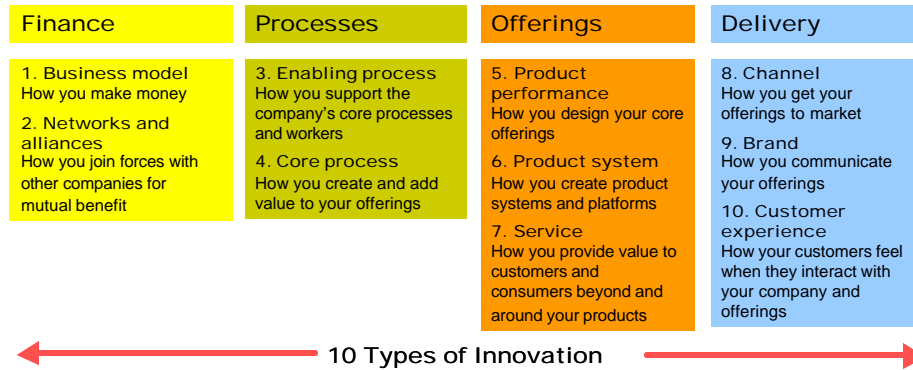 Finance
1. Business model
How you make money
2. Networks and
alliances
How you join forces with
other companies for
mutual benefit
Processes
3. Enabling process
How you support the
company's core processes
and workers
4. Core process
How you create and add
value to your offerings
Offerings
5. Product
performance
How you design your core
offerings
6. Product system
How you create product
systems and platforms
7. Service
How you provide value to
customers and
consumers beyond and
around your products
Delivery
8. Channel
How you get your
offerings to market
9. Brand
How you communicate
your offerings
10. Customer
experience
How your customers feel
when they interact with
your company and
offerings
10 Types of Innovation